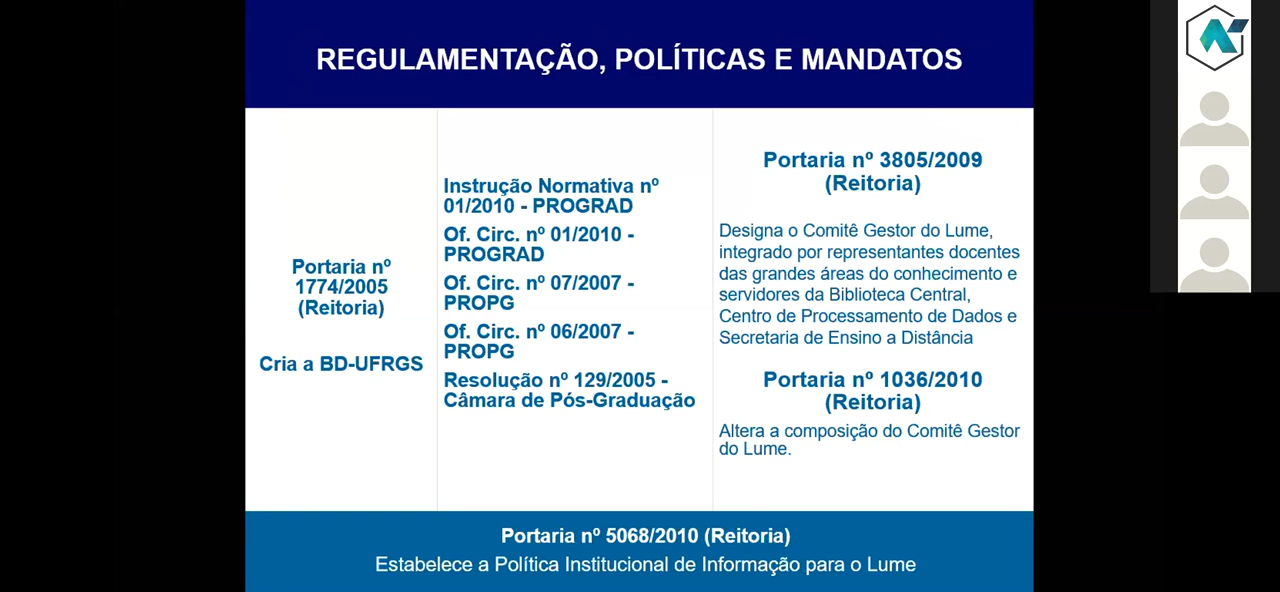 REGULAMENTAÇÃO, POLÍTICAS E MANDATOS
Portaria nº
1774/2005
(Reitoria)
Cria a BD-UFRGS
Instrução Normativa nº
01/2010 - PROGRAD
Of. Circ. nº 01/2010 -
PROGRAD
Of. Circ. nº 07/2007 -
PROPG
Of. Circ. nº 06/2007 -
PROPG
Resolução nº 129/2005 -
Câmara de Pós-Graduação
Portaria nº 3805/2009
(Reitoria)
Designa o Comitê Gestor do Lume,
integrado por representantes docentes
das grandes áreas do conhecimento e
servidores da Biblioteca Central,
Centro de Processamento de Dados e
Secretaria de Ensino a Distância
Portaria nº 1036/2010
(Reitoria)
Altera a composição do Comitê Gestor
do Lume.
Portaria nº 5068/2010 (Reitoria)
Estabelece a Política Institucional de Informação para o Lume